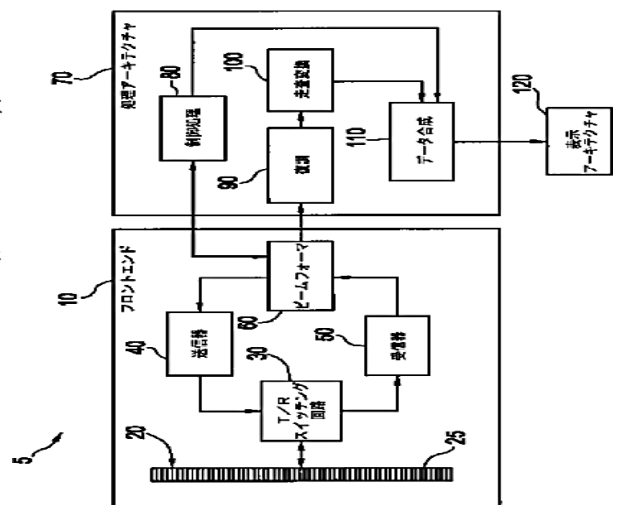 5
10
フロントエンド
20
25
T/R
スイッチング
回路
30
送信器
40
受信器
50
ビームフォーマ
60
70
処理アーキテクチャ
制御処理
80
復調
90
走査変換
100
データ合成
110
表示
アーキテクチャ
120